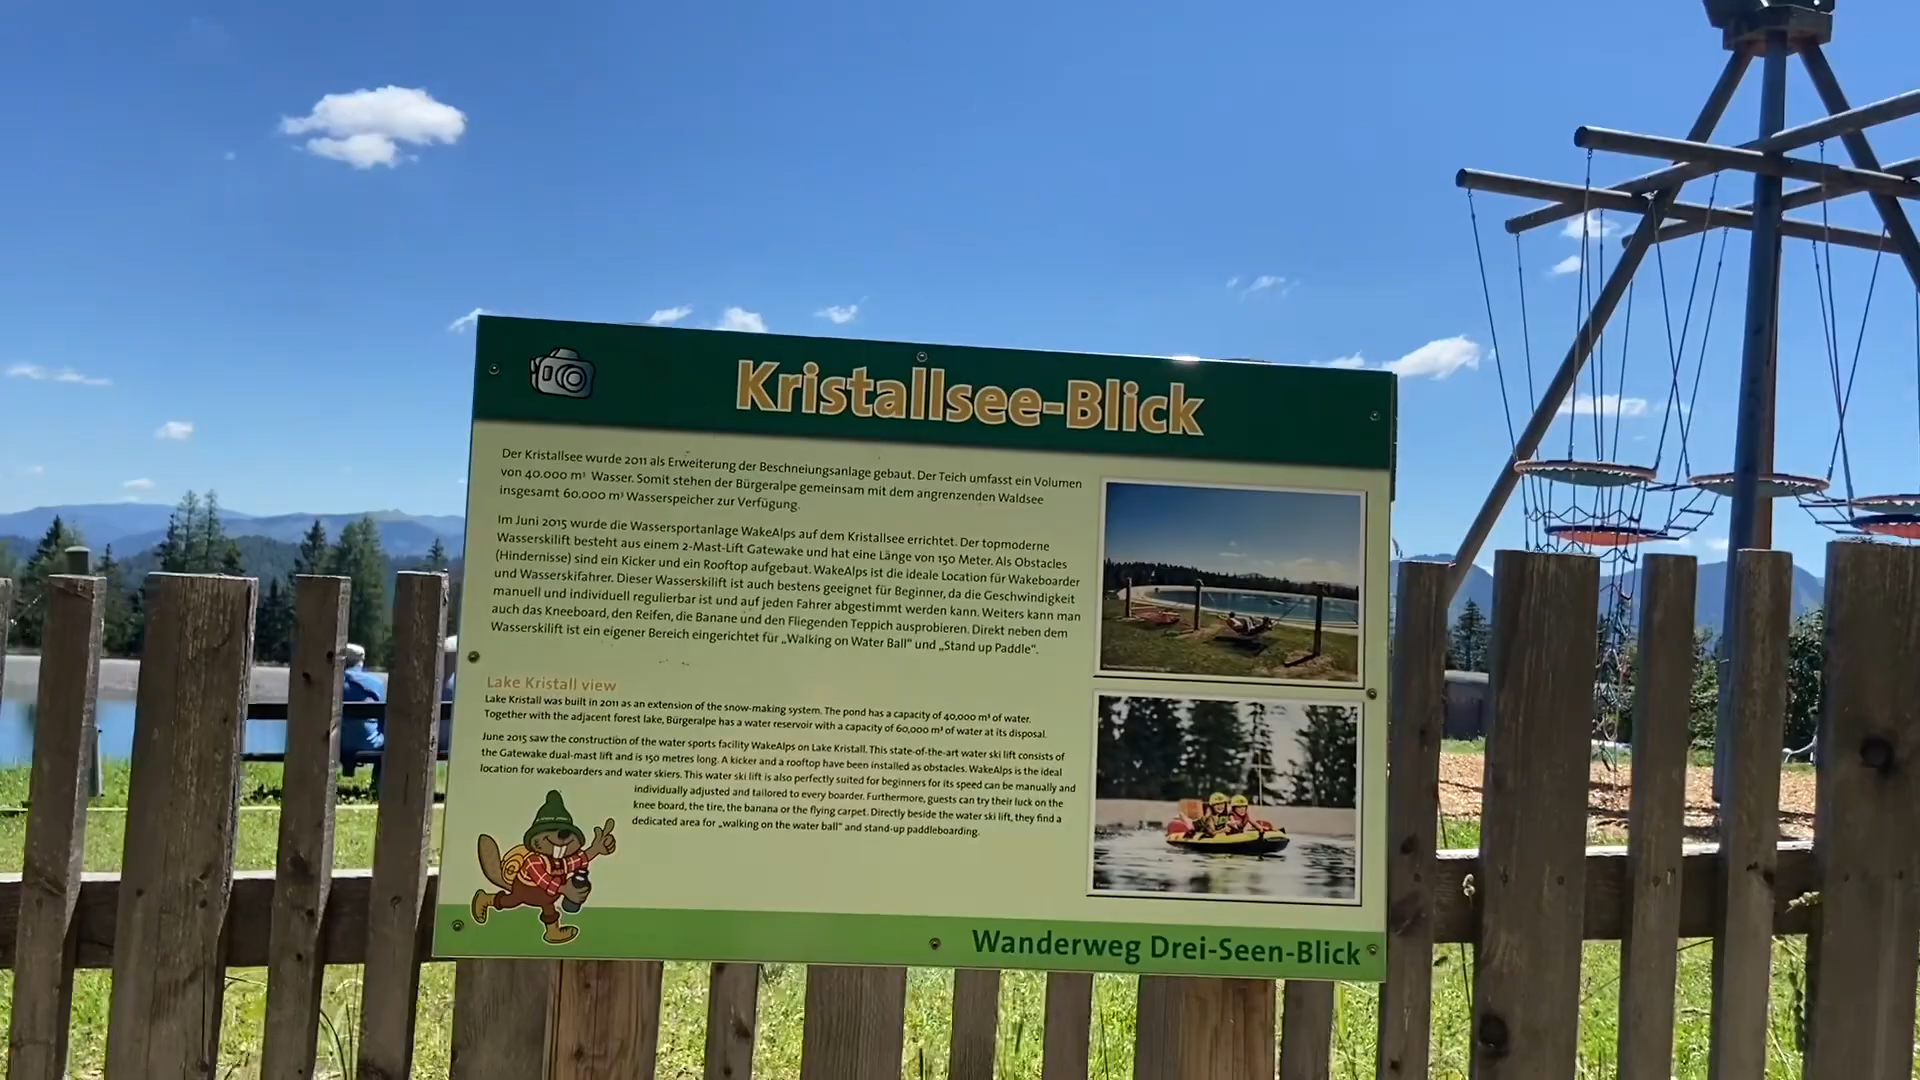 Kristallsee-Blick
Der Kristallsee wurde 2011 als Erweiterung der Beschneiungsanlage gebaut. Der Teich umfasst ein Volumen
von 40.000 m³ Wasser. Somit stehen der Bürgeralpe gemeinsam mit dem angrenzenden Waldsee
insgesamt 60.000 m³ Wasserspeicher zur Verfügung.
Im Juni 2015 wurde die Wassersportanlage WakeAlps auf dem Kristallsee errichtet. Der topmoderne
Wasserskilift besteht aus einem 2-Mast-Lift Gatewake und hat eine Länge von 150 Meter. Als Obstacles
(Hindernisse) sind ein Kicker und ein Rooftop aufgebaut. WakeAlps ist die ideale Location für Wakeboarder
und Wasserskifahrer. Dieser Wasserskilift ist auch bestens geeignet für Beginner, da die Geschwindigkeit
manuell und individuell regulierbar ist und auf jeden Fahrer abgestimmt werden kann. Weiters kann man
auch das Kneeboard, den Reifen, die Banane und den Fliegenden Teppich ausprobieren. Direkt neben dem
Wasserskilift ist ein eigener Bereich eingerichtet für „Walking on Water Ball" und „Stand up Paddle".
Lake Kristall view
Lake Kristall was built in 2011 as an extension of the snow-making system. The pond has a capacity of 40,000 m³ of water.
Together with the adjacent forest lake, Bürgeralpe has a water reservoir with a capacity of 60,000 m³ of water at its disposal.
June 2015 saw the construction of the water sports facility WakeAlps on Lake Kristall. This state-of-the-art water ski lift consists of
the Gatewake dual-mast lift and is 150 metres long. A kicker and a rooftop have been installed as obstacles. WakeAlps is the ideal
location for wakeboarders and water skiers. This water ski lift is also perfectly suited for beginners for its speed can be manually and
individually adjusted and tailored to every boarder. Furthermore, guests can try their luck on the
knee board, the tire, the banana or the flying carpet. Directly beside the water ski lift, they find a
dedicated area for „walking on the water ball" and stand-up paddleboarding.
Wanderweg Drei-Seen-Blick